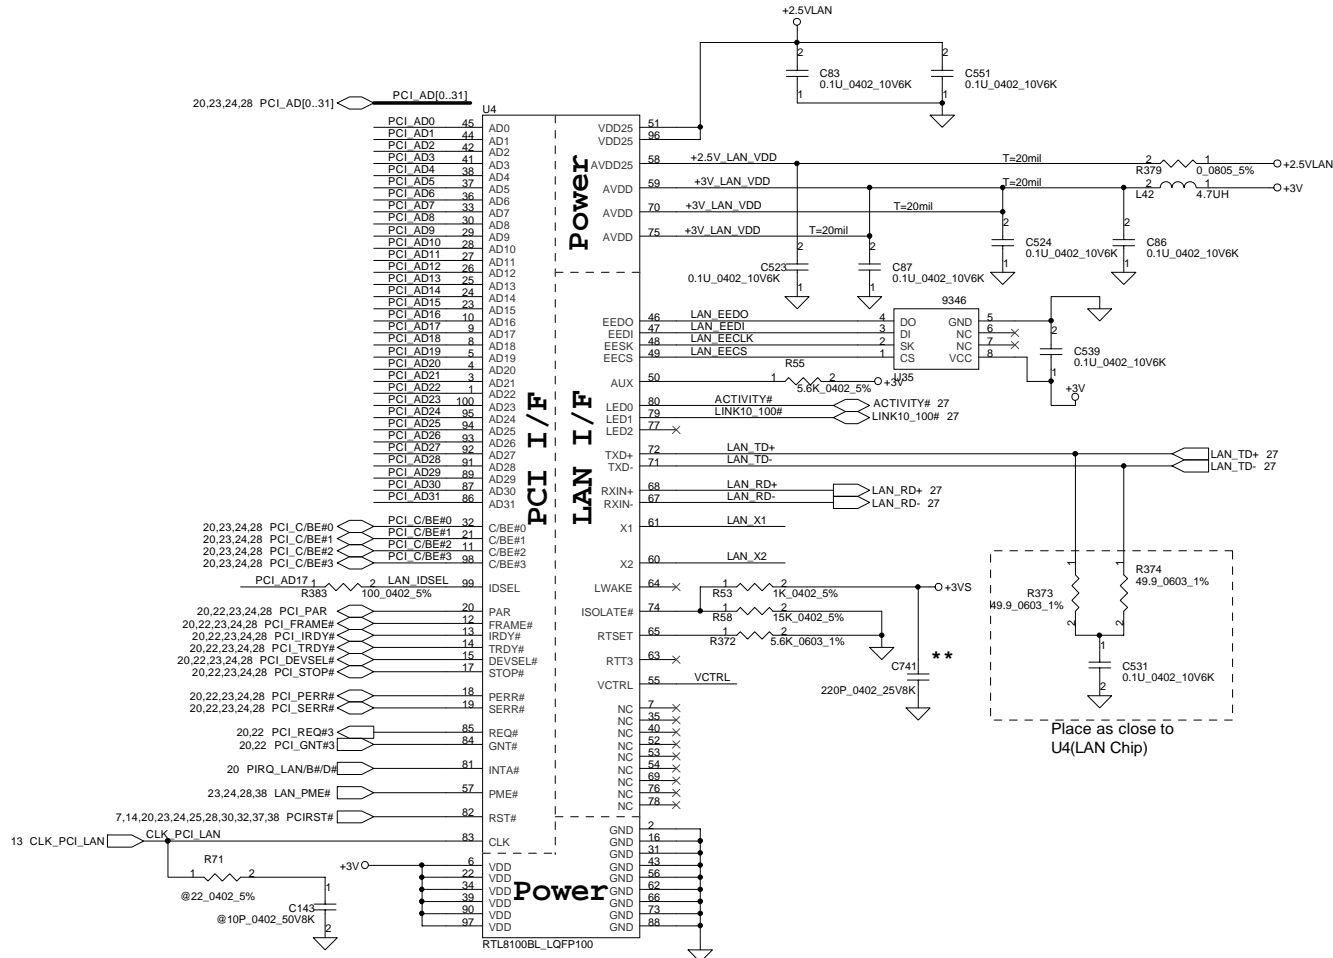 +2.5VLAN
C83
0.1U_0402_10V6K
C551
0.1U_0402_10V6K
20,23,24,28 PCI_AD[0..31]
PCI_AD[0..31]
U4
PCI_AD0 45 AD0
PCI_AD1 44 AD1
PCI_AD2 42 AD2
PCI_AD3 41 AD3
PCI_AD4 38 AD4
PCI_AD5 37 AD5
PCI_AD6 36 AD6
PCI_AD7 33 AD7
PCI_AD8 30 AD8
PCI_AD9 29 AD9
PCI_AD10 28 AD10
PCI_AD11 27 AD11
PCI_AD12 26 AD12
PCI_AD13 25 AD13
PCI_AD14 24 AD14
PCI_AD15 23 AD15
PCI_AD16 10 AD16
PCI_AD17 9 AD17
PCI_AD18 8 AD18
PCI_AD19 5 AD19
PCI_AD20 4 AD20
PCI_AD21 3 AD21
PCI_AD22 1 AD22
PCI_AD23 100 AD23
PCI_AD24 95 AD24
PCI_AD25 94 AD25
PCI_AD26 93 AD26
PCI_AD27 92 AD27
PCI_AD28 91 AD28
PCI_AD29 89 AD29
PCI_AD30 87 AD30
PCI_AD31 86 AD31
20,23,24,28 PCI_C/BE#0 PCI_C/BE#0 32 C/BE#0
20,23,24,28 PCI_C/BE#1 PCI_C/BE#1 21 C/BE#1
20,23,24,28 PCI_C/BE#2 PCI_C/BE#2 11 C/BE#2
20,23,24,28 PCI_C/BE#3 PCI_C/BE#3 98 C/BE#3
PCI_AD17 1 2 LAN_IDSEL 99 IDSEL
R383 100_0402_5%
20,22,23,24,28 PCI_PAR 20 PAR
20,22,23,24,28 PCI_FRAME# 12 FRAME#
20,22,23,24,28 PCI_IRDY# 13 IRDY#
20,22,23,24,28 PCI_TRDY# 14 TRDY#
20,22,23,24,28 PCI_DEVSEL# 15 DEVSEL#
20,22,23,24,28 PCI_STOP# 17 STOP#
20,22,23,24,28 PCI_PERR# 18 PERR#
20,22,23,24,28 PCI_SERR# 19 SERR#
20,22 PCI_REQ#3 85 REQ#
20,22 PCI_GNT#3 84 GNT#
20 PIRQ_LAN/B#/D# 81 INTA#
23,24,28,38 LAN_PME# 57 PME#
7,14,20,23,24,25,28,30,32,37,38 PCIRST# 82 RST#
13 CLK_PCI_LAN CLK_PCI_LAN 83 CLK
R71
1 2
@22_0402_5%
1
C143
@10P_0402_50V8K
2
+3V
6 VDD
22 VDD
34 VDD
39 VDD
90 VDD
97 VDD
RTL8100BL_LQFP100
Power
PCI I/F
LAN I/F
Power
VDD25 51
VDD25 96
AVDD25 58 +2.5V_LAN_VDD T=20mil 2 1 +2.5VLAN
R379 0_0805_5%
AVDD 59 +3V_LAN_VDD T=20mil 2 1 +3V
L42 4.7UH
AVDD 70 +3V_LAN_VDD T=20mil
AVDD 75 +3V_LAN_VDD T=20mil
C523
0.1U_0402_10V6K
C87
0.1U_0402_10V6K
C524
0.1U_0402_10V6K
C86
0.1U_0402_10V6K
9346
EEDO 46 LAN_EEDO 4 DO GND 5
EEDI 47 LAN_EEDI 3 DI NC 6
EESK 48 LAN_EECLK 2 SK NC 7
EECS 49 LAN_EECS 1 CS VCC 8
U35
C539
0.1U_0402_10V6K
+3V
AUX 50 R55 1 2 +3V
5.6K_0402_5%
LED0 80 ACTIVITY# ACTIVITY# 27
LED1 79 LINK10_100# LINK10_100# 27
LED2 77
TXD+ 72 LAN_TD+ LAN_TD+ 27
TXD- 71 LAN_TD- LAN_TD- 27
RXIN+ 68 LAN_RD+ LAN_RD+ 27
RXIN- 67 LAN_RD- LAN_RD- 27
X1 61 LAN_X1
X2 60 LAN_X2
LWAKE 64
R53 1 2 1K_0402_5% +3VS
ISOLATE# 74 R58 1 2 15K_0402_5%
RTSET 65 R372 1 2 5.6K_0603_1%
RTT3 63
VCTRL 55 VCTRL
C741 **
220P_0402_25V8K
NC 7
NC 35
NC 40
NC 52
NC 53
NC 54
NC 69
NC 76
NC 78
GND 2
GND 16
GND 31
GND 43
GND 56
GND 62
GND 66
GND 73
GND 88
R373
49.9_0603_1%
R374
49.9_0603_1%
C531
0.1U_0402_10V6K
Place as close to
U4(LAN Chip)